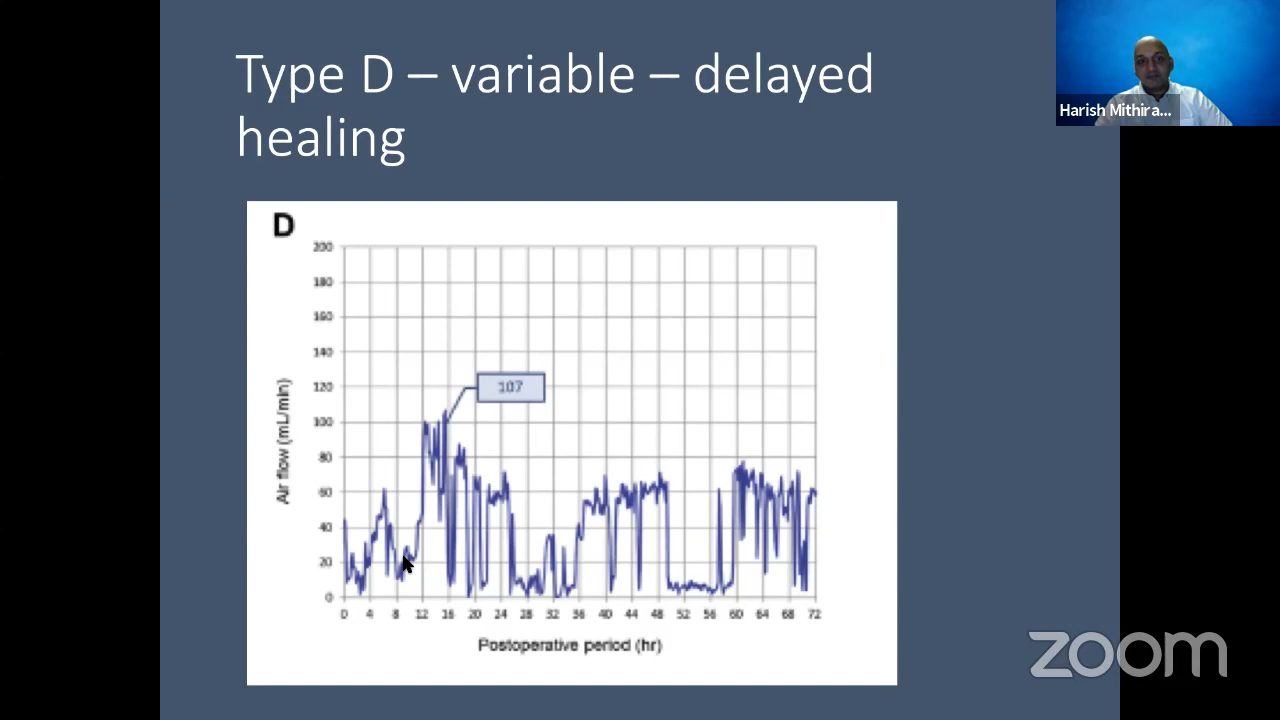 Type D – variable – delayed
healing
Harish Mithira...
D
200
180
160
140
120
100
80
60
40
20
0
107
Air flow (mL/min)
0 4 8 12 16 20 24 28 32 36 40 44 48 52 56 60 64 68 72
Postoperative period (hr)
zoom